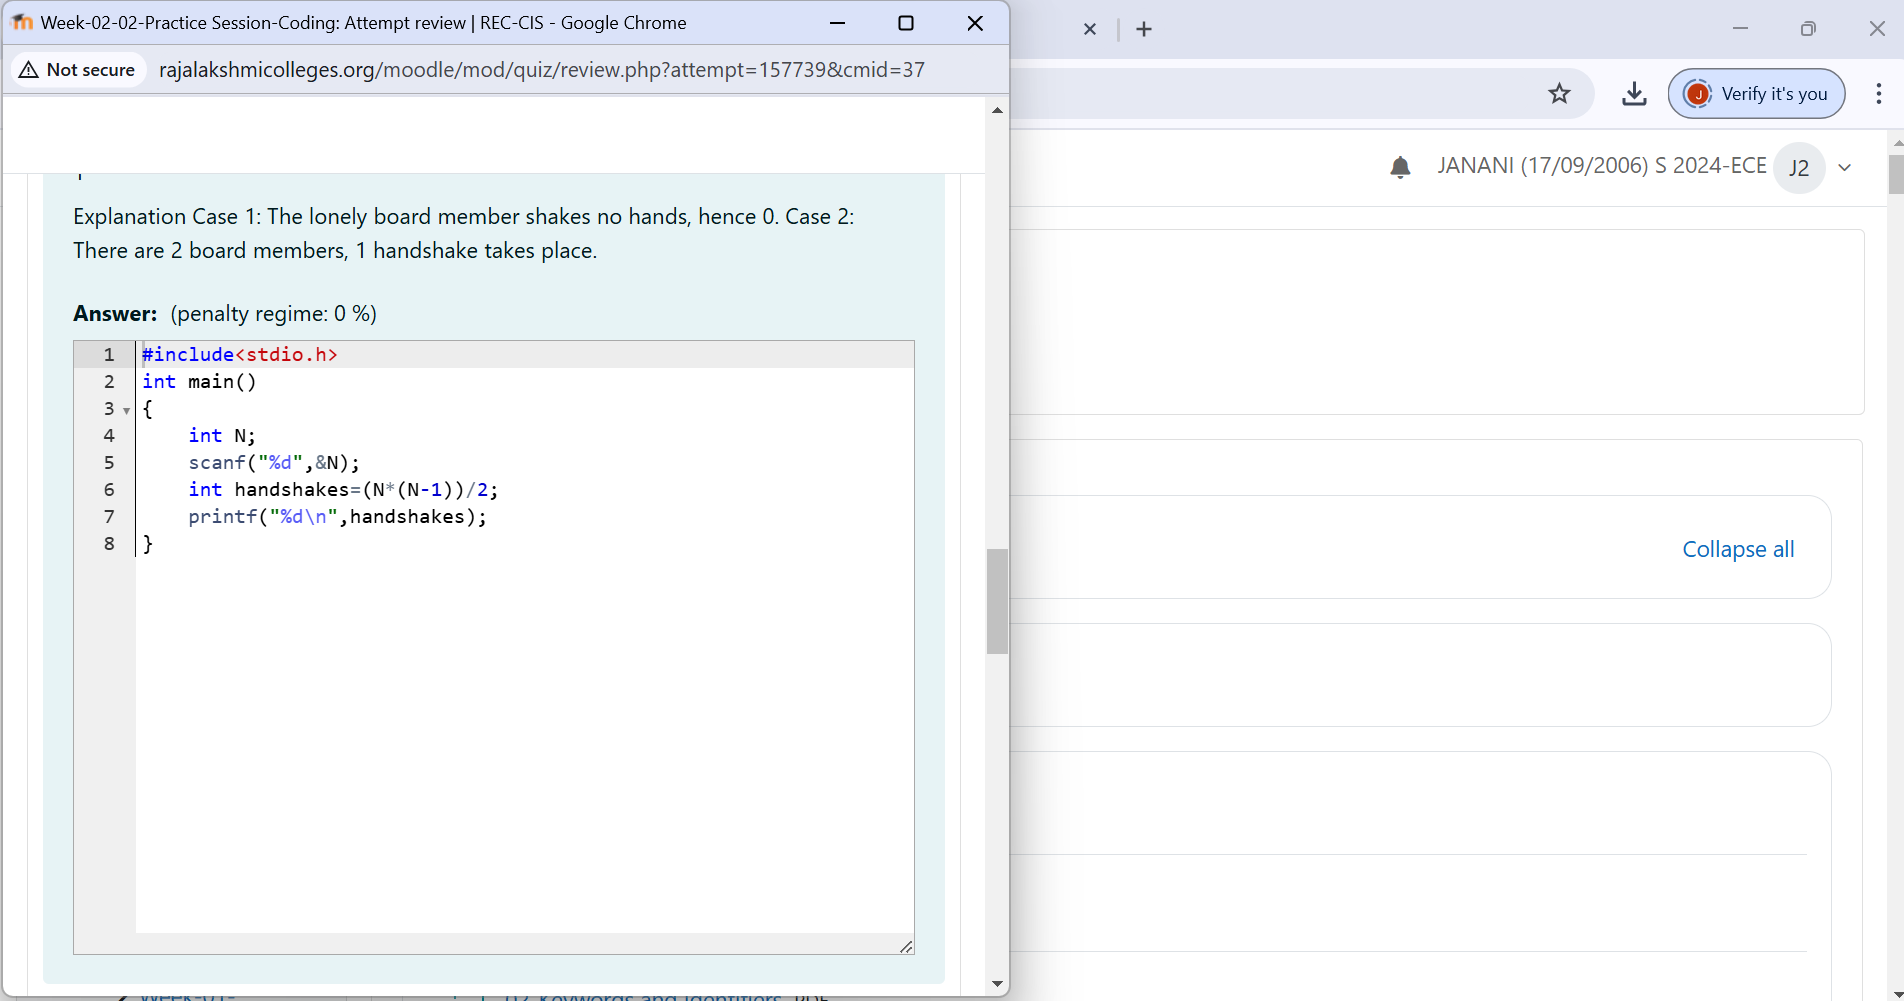 Week-02-02-Practice Session-Coding: Attempt review | REC-CIS - Google Chrome
Not secure
rajalakshmicolleges.org/moodle/mod/quiz/review.php?attempt=157739&cmid=37
J
Verify it's you
JANANI (17/09/2006) S 2024-ECE
J2
Explanation Case 1: The lonely board member shakes no hands, hence 0. Case 2:
There are 2 board members, 1 handshake takes place.
Answer: (penalty regime: 0 %)
1 #include<stdio.h>
2 int main()
3 {
4 int N;
5 scanf("%d",&N);
6 int handshakes=(N*(N-1))/2;
7 printf("%d\n",handshakes);
8 }
Collapse all